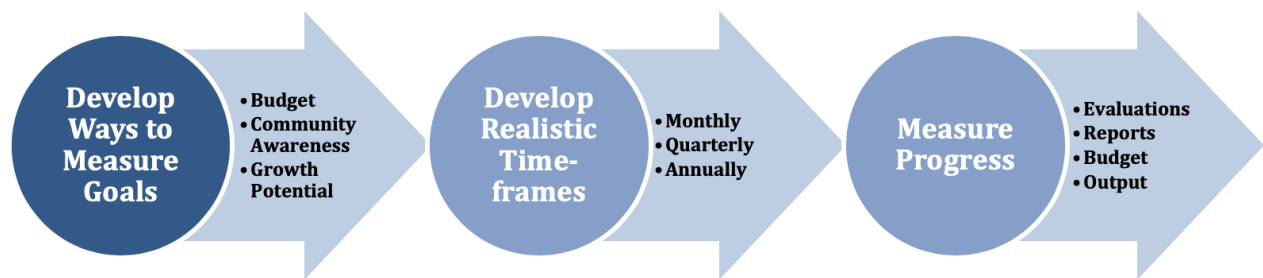 Develop
Ways to
Measure
Goals
• Budget
• Community
Awareness
• Growth
Potential
Develop
Realistic
Time-
frames
• Monthly
• Quarterly
• Annually
Measure
Progress
• Evaluations
• Reports
• Budget
• Output